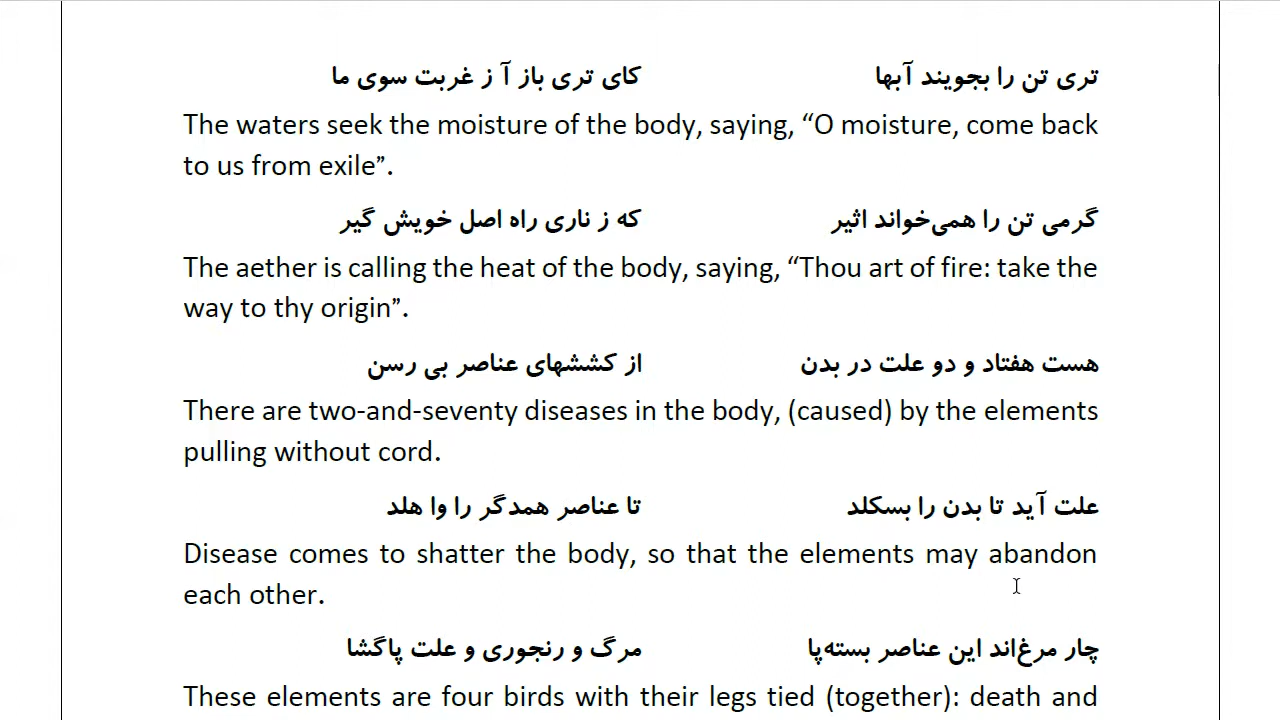 تری تن را بجویند آبها کای تری باز آ ز غربت سوی ما
The waters seek the moisture of the body, saying, “O moisture, come back
to us from exile”.
گرمی تن را همی‌خواند اثیر که ز ناری راه اصل خویش گیر
The aether is calling the heat of the body, saying, “Thou art of fire: take the
way to thy origin”.
هست هفتاد و دو علت در بدن از کششهای عناصر بی رسن
There are two-and-seventy diseases in the body, (caused) by the elements
pulling without cord.
علت آید تا بدن را بسکلد تا عناصر همدگر را وا هلد
Disease comes to shatter the body, so that the elements may abandon
each other.
چار مرغ‌اند این عناصر بسته‌پا مرگ و رنجوری و علت پاگشا
These elements are four birds with their legs tied (together): death and